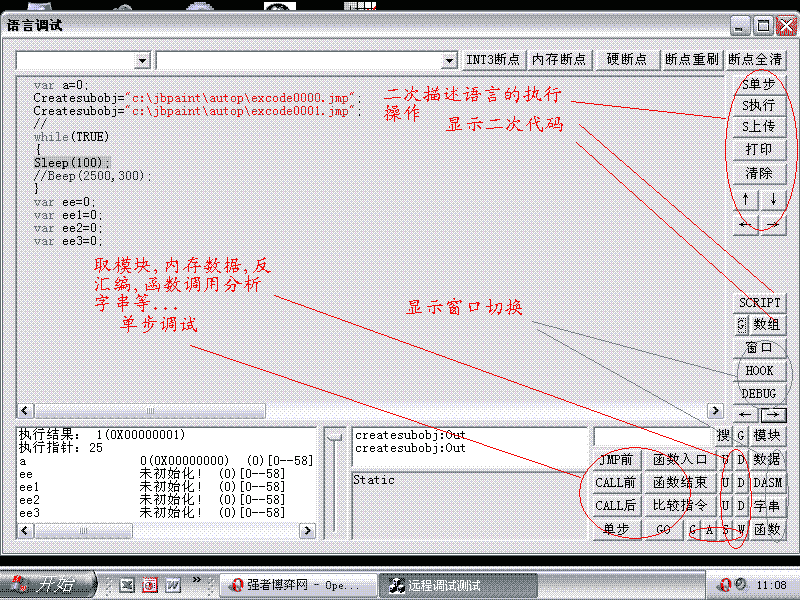 语言调试
INT3断点 内存断点 硬断点 断点重刷 断点全清
var a=0;
Createsubobj="c:\jbpaint\autop\excode0000.jmp";
Createsubobj="c:\jbpaint\autop\excode0001.jmp";
//
while(TRUE)
{
Sleep(100);
//Beep(2500,300);
}
var ee=0;
var ee1=0;
var ee2=0;
var ee3=0;
二次描述语言的执行
操作
显示二次代码
取模块,内存数据,反
汇编,函数调用分析
字串等...
单步调试
显示窗口切换
S单步
S执行
S上传
打印
清除
↑ ↓
← →
SCRIPT
G 数组
窗口
HOOK
DEBUG
← →
执行结果: 1(0X00000001)
执行指针: 25
a 0(0X00000000) (0)[0--58]
ee 未初始化! (0)[0--58]
ee1 未初始化! (0)[0--58]
ee2 未初始化! (0)[0--58]
ee3 未初始化! (0)[0--58]
createsubobj:Out
createsubobj:Out
Static
搜 G 模块
JMP前 函数入口 U D 数据
CALL前 函数结束 U D DASM
CALL后 比较指令 U D 字串
单步 GO G A S W 函数
开始
强者博弈网 - Ope...
远程调试测试
11:08